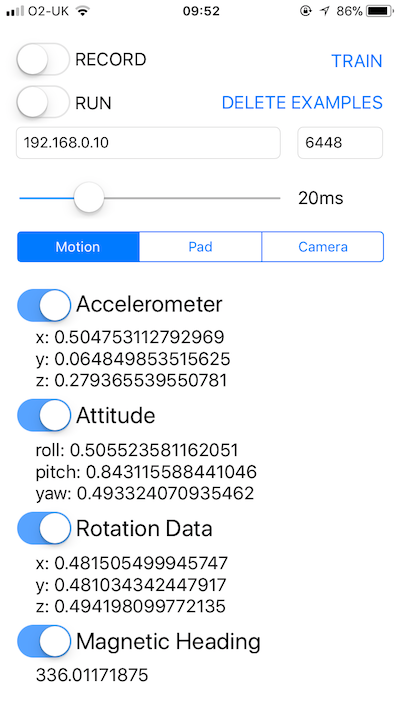 O2-UK 09:52 86%
RECORD TRAIN
RUN DELETE EXAMPLES
192.168.0.10 6448
20ms
Motion Pad Camera
Accelerometer
x: 0.504753112792969
y: 0.064849853515625
z: 0.279365539550781
Attitude
roll: 0.505523581162051
pitch: 0.843115588441046
yaw: 0.493324070935462
Rotation Data
x: 0.481505499945747
y: 0.481034342447917
z: 0.494198099772135
Magnetic Heading
336.01171875